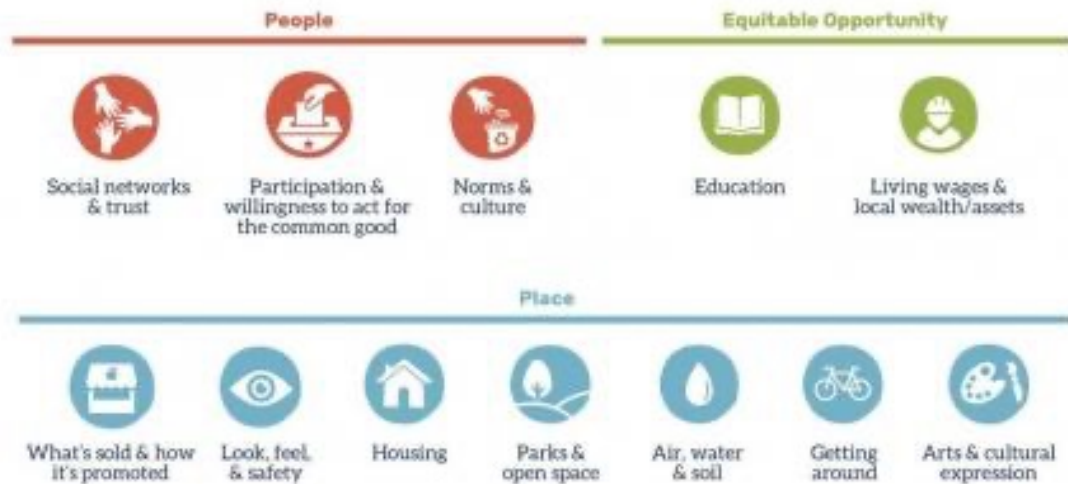 People
Equitable Opportunity
Social networks
& trust
Participation &
willingness to act for
the common good
Norms &
culture
Education
Living wages &
local wealth/assets
Place
What's sold & how
it's promoted
Look, feel,
& safety
Housing
Parks &
open space
Air, water
& soil
Getting
around
Arts & cultural
expression